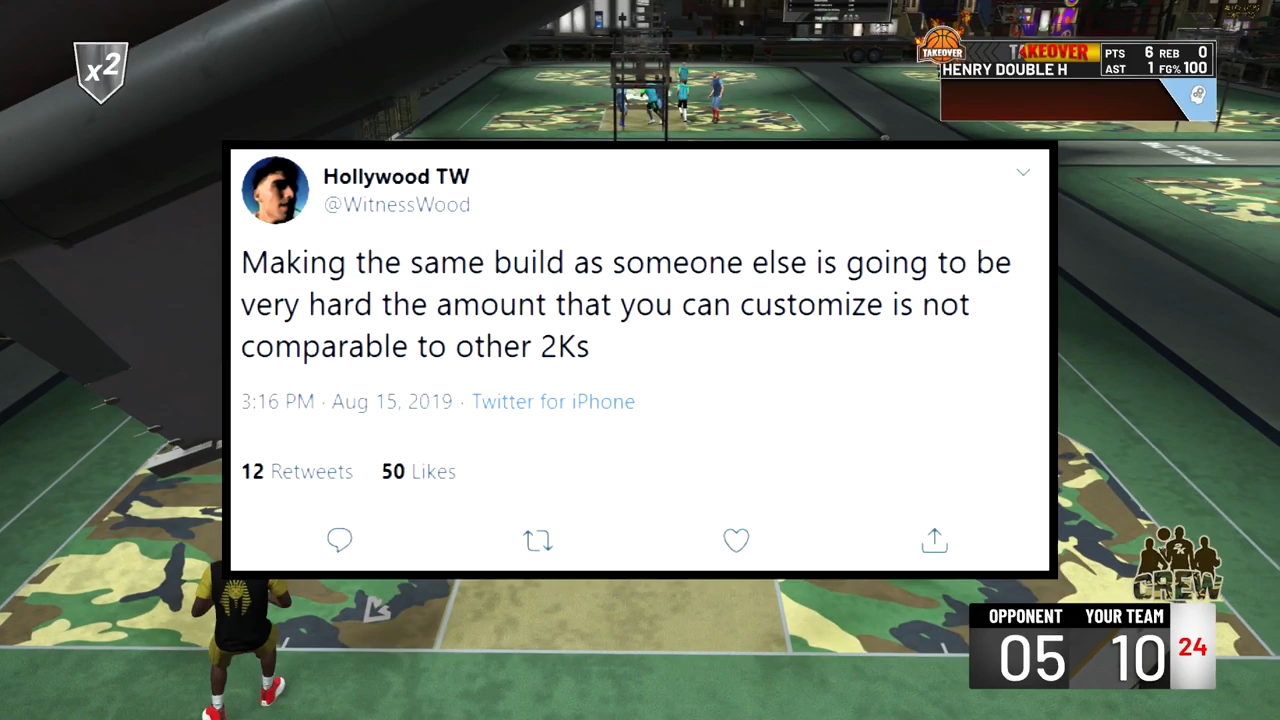 x2
TAKEOVER
TAKEOVER
PTS 6 REB 0
HENRY DOUBLE H
AST 1 FG% 100
Hollywood TW
@WitnessWood
Making the same build as someone else is going to be
very hard the amount that you can customize is not
comparable to other 2Ks
3:16 PM · Aug 15, 2019 · Twitter for iPhone
12 Retweets 50 Likes
CREW
OPPONENT YOUR TEAM
05 10 24